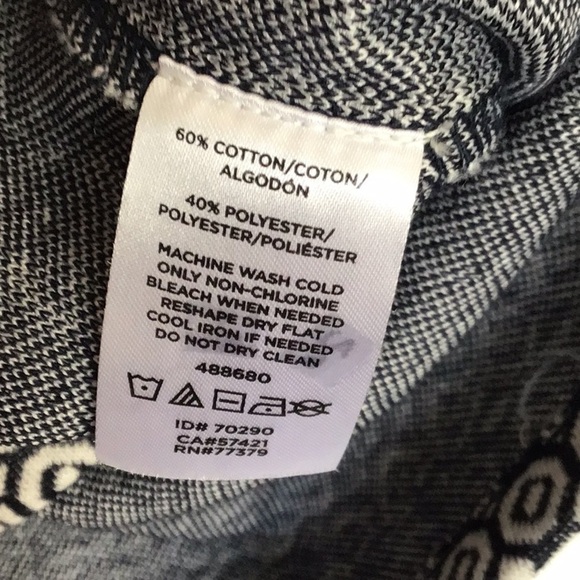 60% COTTON/COTON/
ALGODÓN
40% POLYESTER/
POLYESTER/POLIÉSTER
MACHINE WASH COLD
ONLY NON-CHLORINE
BLEACH WHEN NEEDED
RESHAPE DRY FLAT
COOL IRON IF NEEDED
DO NOT DRY CLEAN
488680
ID# 70290
CA#57421
RN#77379